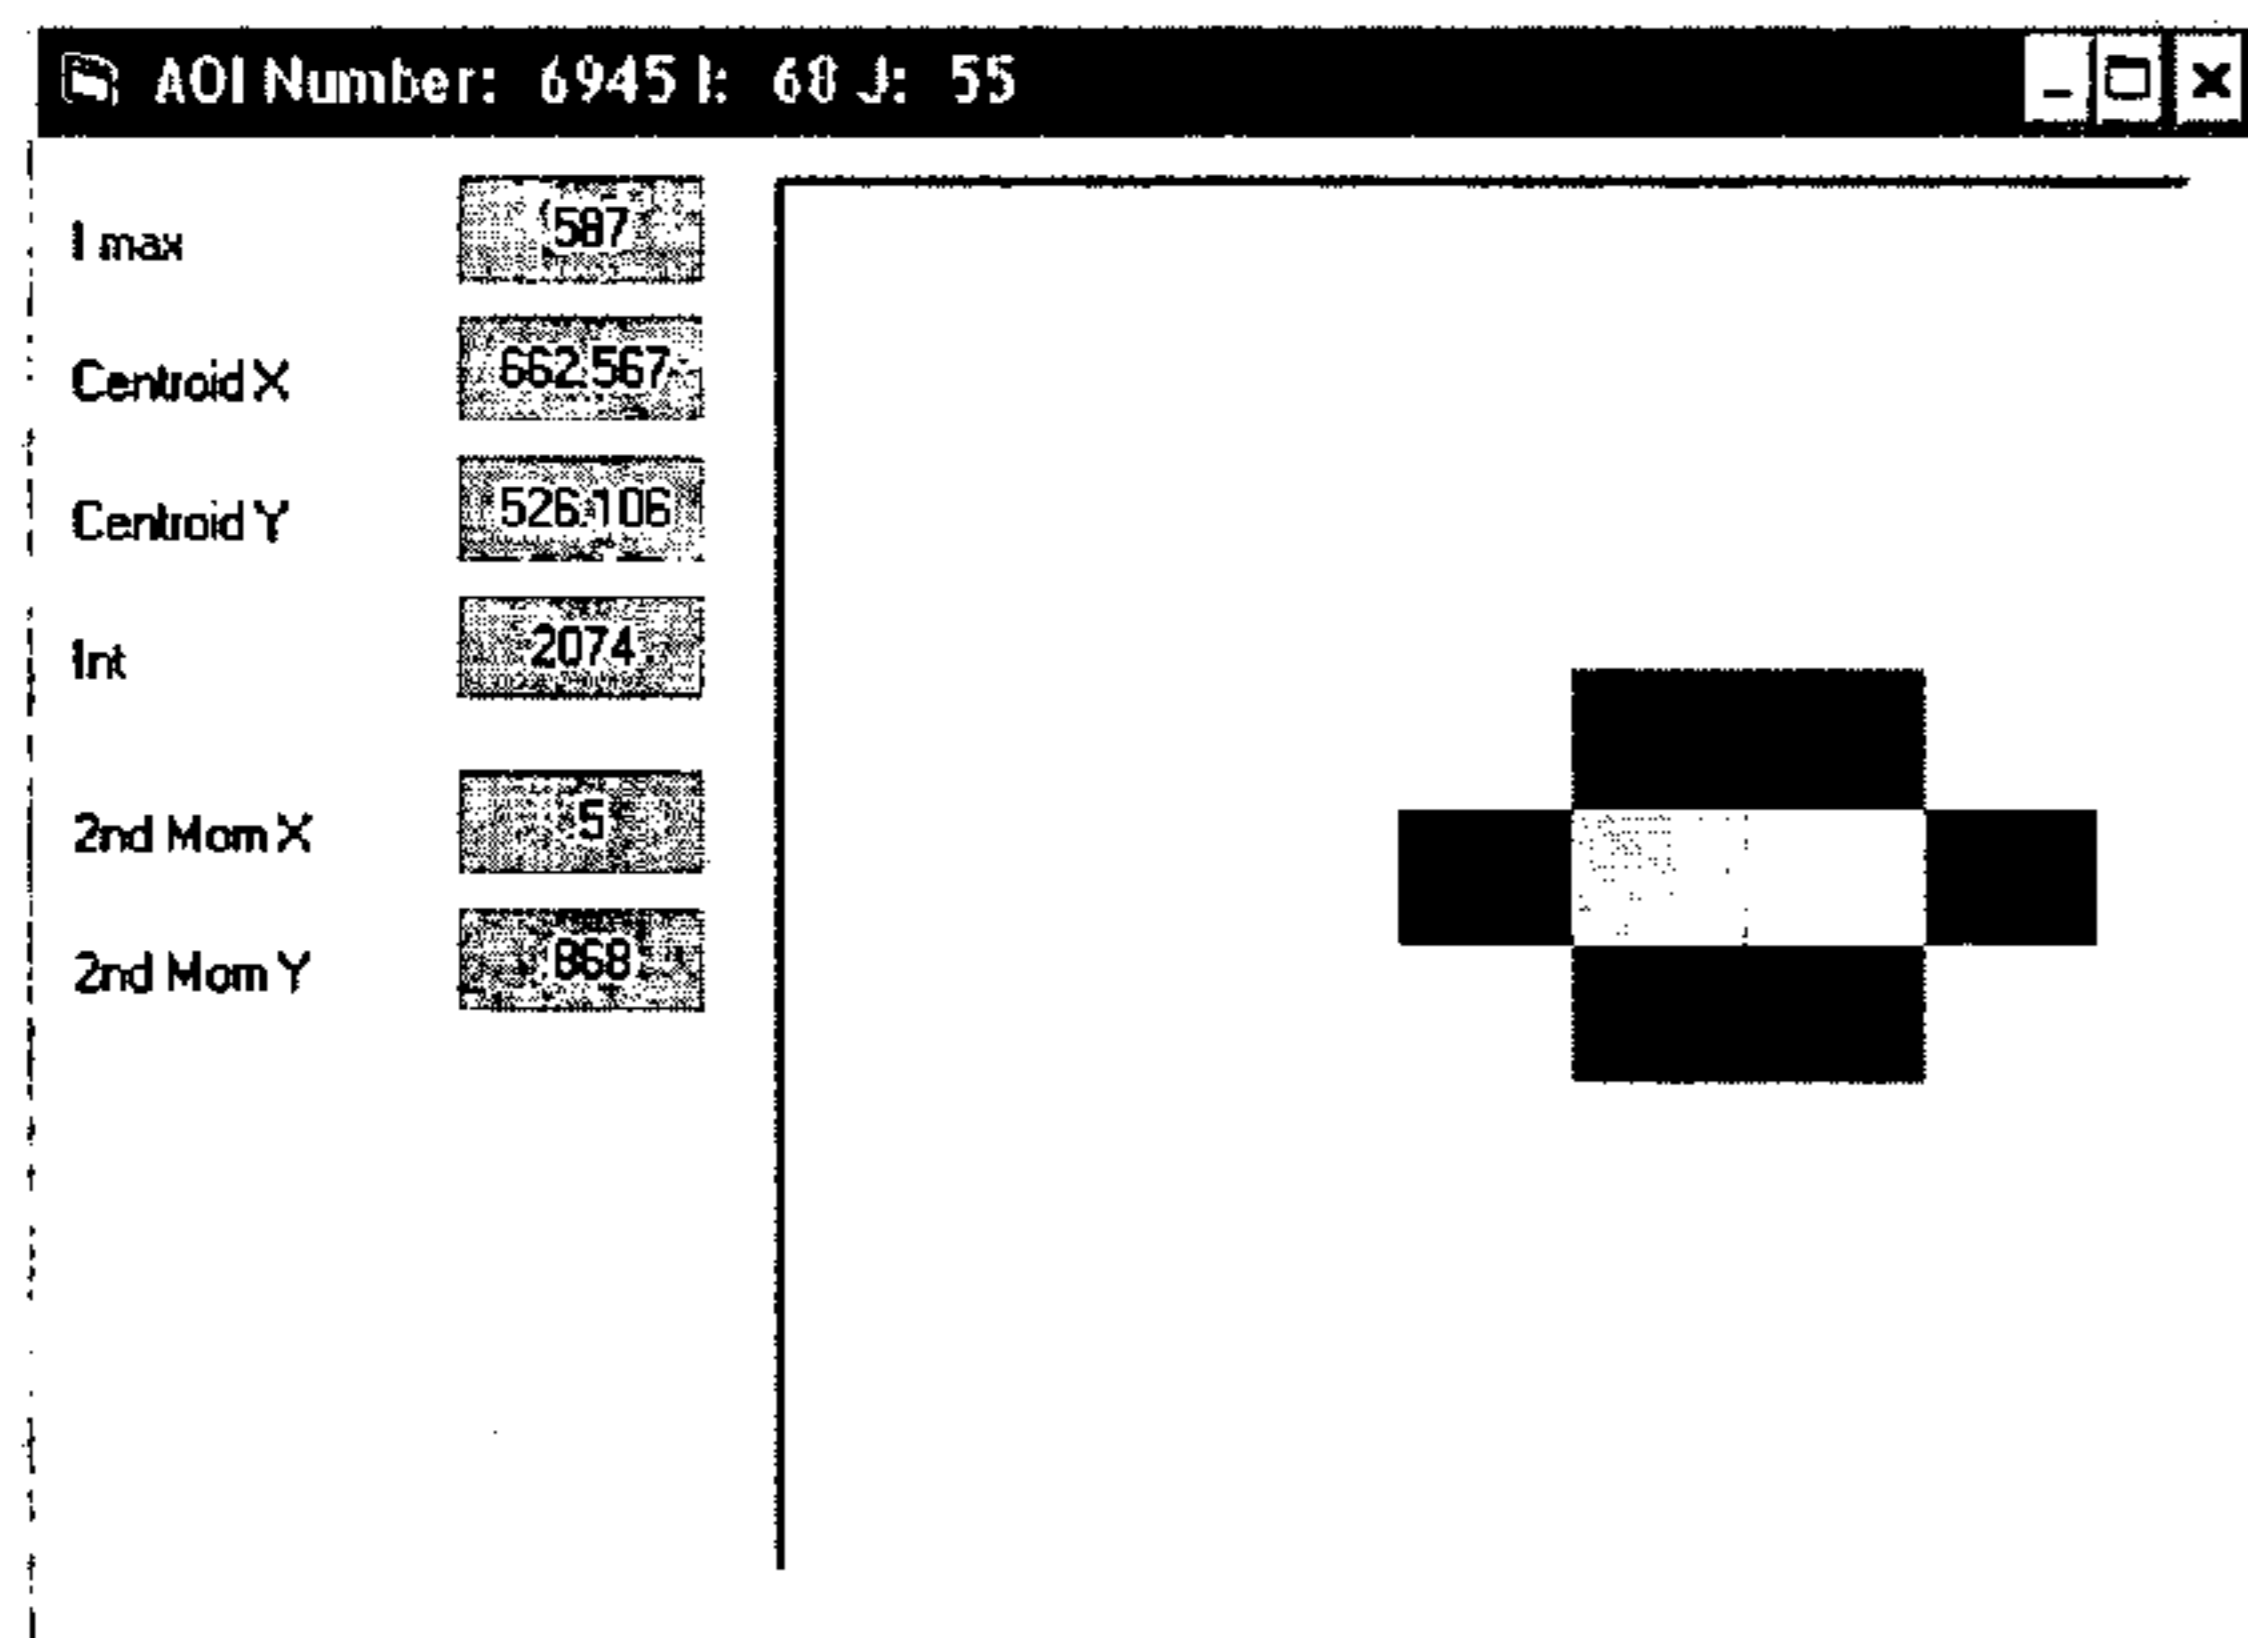 AOI Number: 6945 I: 68 J: 55
I max 587
Centroid X 662.567
Centroid Y 526.106
Int 2074
2nd Mom X .5
2nd Mom Y .868